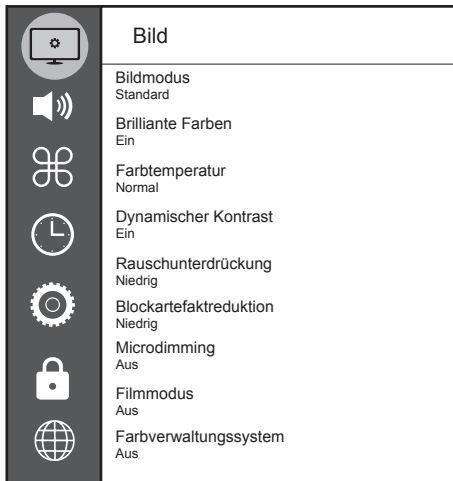 Bild
Bildmodus
Standard
Brilliante Farben
Ein
Farbtemperatur
Normal
Dynamischer Kontrast
Ein
Rauschunterdrückung
Niedrig
Blockartefaktreduktion
Niedrig
Microdimming
Aus
Filmmodus
Aus
Farbverwaltungssystem
Aus